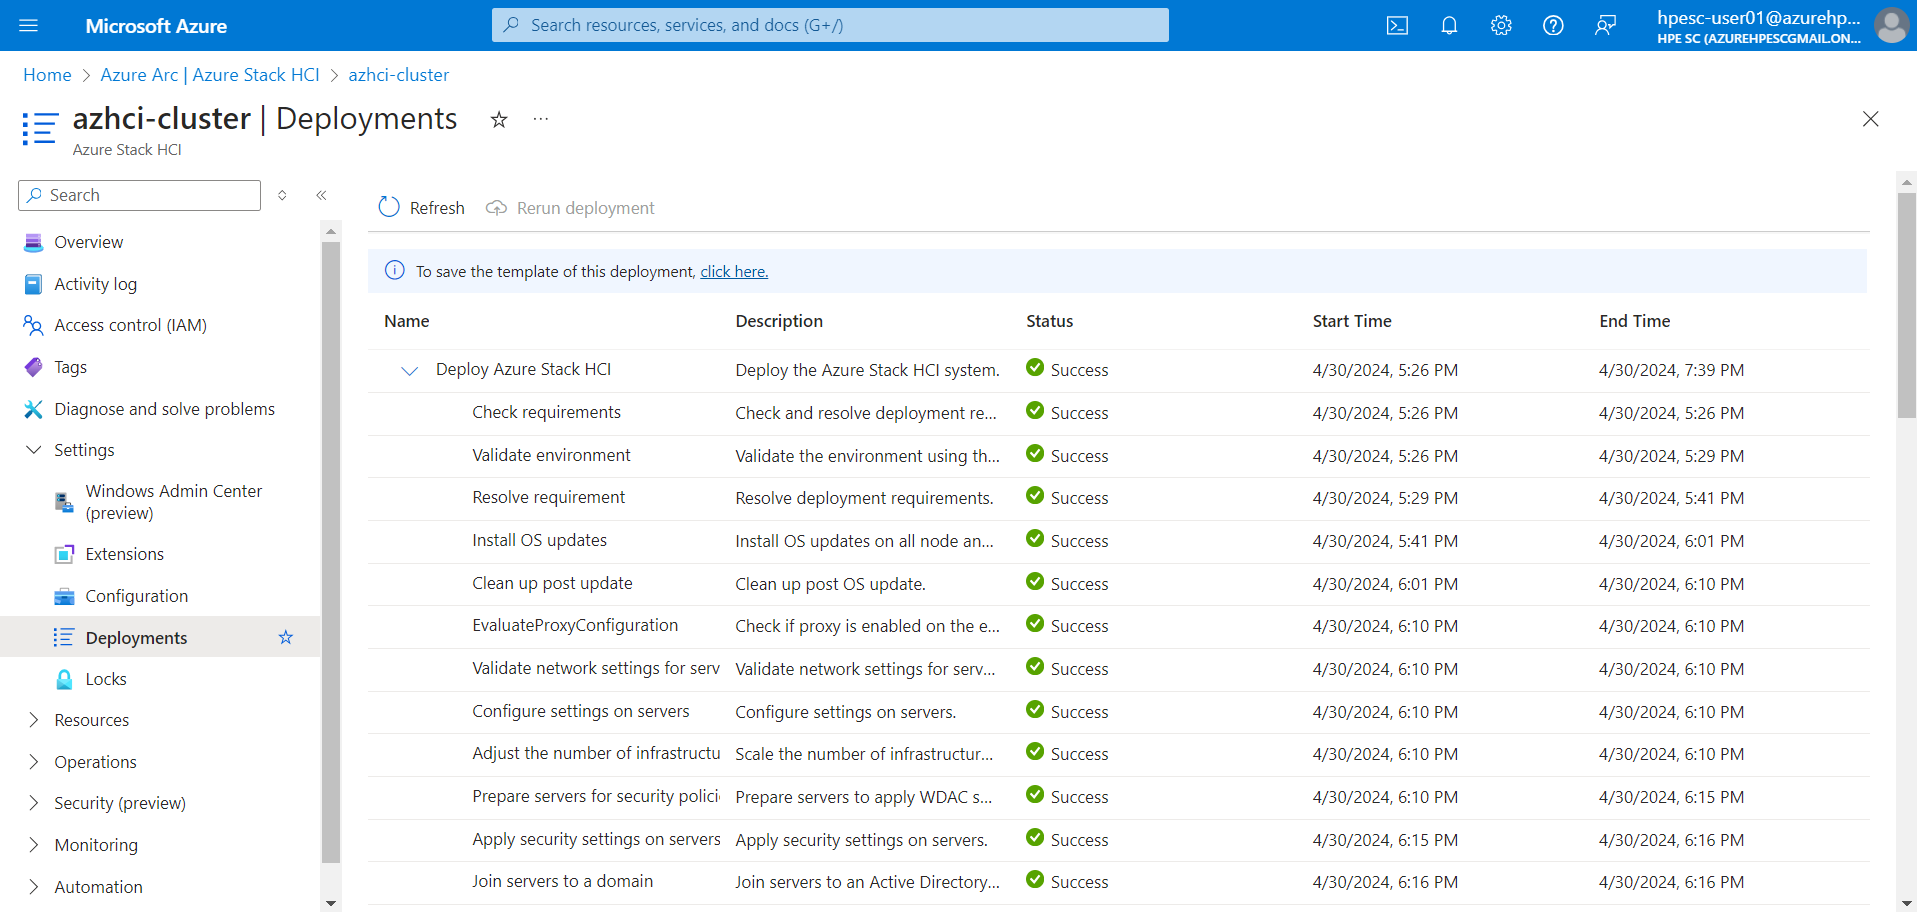 Microsoft Azure
Search resources, services, and docs (G+/)
hpesc-user01@azurehp...
HPE SC (AZUREHPESCGMAIL.ON...
Home > Azure Arc | Azure Stack HCI > azhci-cluster
azhci-cluster | Deployments
Azure Stack HCI
Search
Overview
Activity log
Access control (IAM)
Tags
Diagnose and solve problems
Settings
Windows Admin Center
(preview)
Extensions
Configuration
Deployments
Locks
Resources
Operations
Security (preview)
Monitoring
Automation
Refresh Rerun deployment
To save the template of this deployment, click here.
Name Description Status Start Time End Time
Deploy Azure Stack HCI Deploy the Azure Stack HCI system. Success 4/30/2024, 5:26 PM 4/30/2024, 7:39 PM
Check requirements Check and resolve deployment re... Success 4/30/2024, 5:26 PM 4/30/2024, 5:26 PM
Validate environment Validate the environment using th... Success 4/30/2024, 5:26 PM 4/30/2024, 5:29 PM
Resolve requirement Resolve deployment requirements. Success 4/30/2024, 5:29 PM 4/30/2024, 5:41 PM
Install OS updates Install OS updates on all node an... Success 4/30/2024, 5:41 PM 4/30/2024, 6:01 PM
Clean up post update Clean up post OS update. Success 4/30/2024, 6:01 PM 4/30/2024, 6:10 PM
EvaluateProxyConfiguration Check if proxy is enabled on the e... Success 4/30/2024, 6:10 PM 4/30/2024, 6:10 PM
Validate network settings for serv Validate network settings for serv... Success 4/30/2024, 6:10 PM 4/30/2024, 6:10 PM
Configure settings on servers Configure settings on servers. Success 4/30/2024, 6:10 PM 4/30/2024, 6:10 PM
Adjust the number of infrastructu Scale the number of infrastructur... Success 4/30/2024, 6:10 PM 4/30/2024, 6:10 PM
Prepare servers for security polici Prepare servers to apply WDAC s... Success 4/30/2024, 6:10 PM 4/30/2024, 6:15 PM
Apply security settings on servers Apply security settings on servers. Success 4/30/2024, 6:15 PM 4/30/2024, 6:16 PM
Join servers to a domain Join servers to an Active Directory... Success 4/30/2024, 6:16 PM 4/30/2024, 6:16 PM